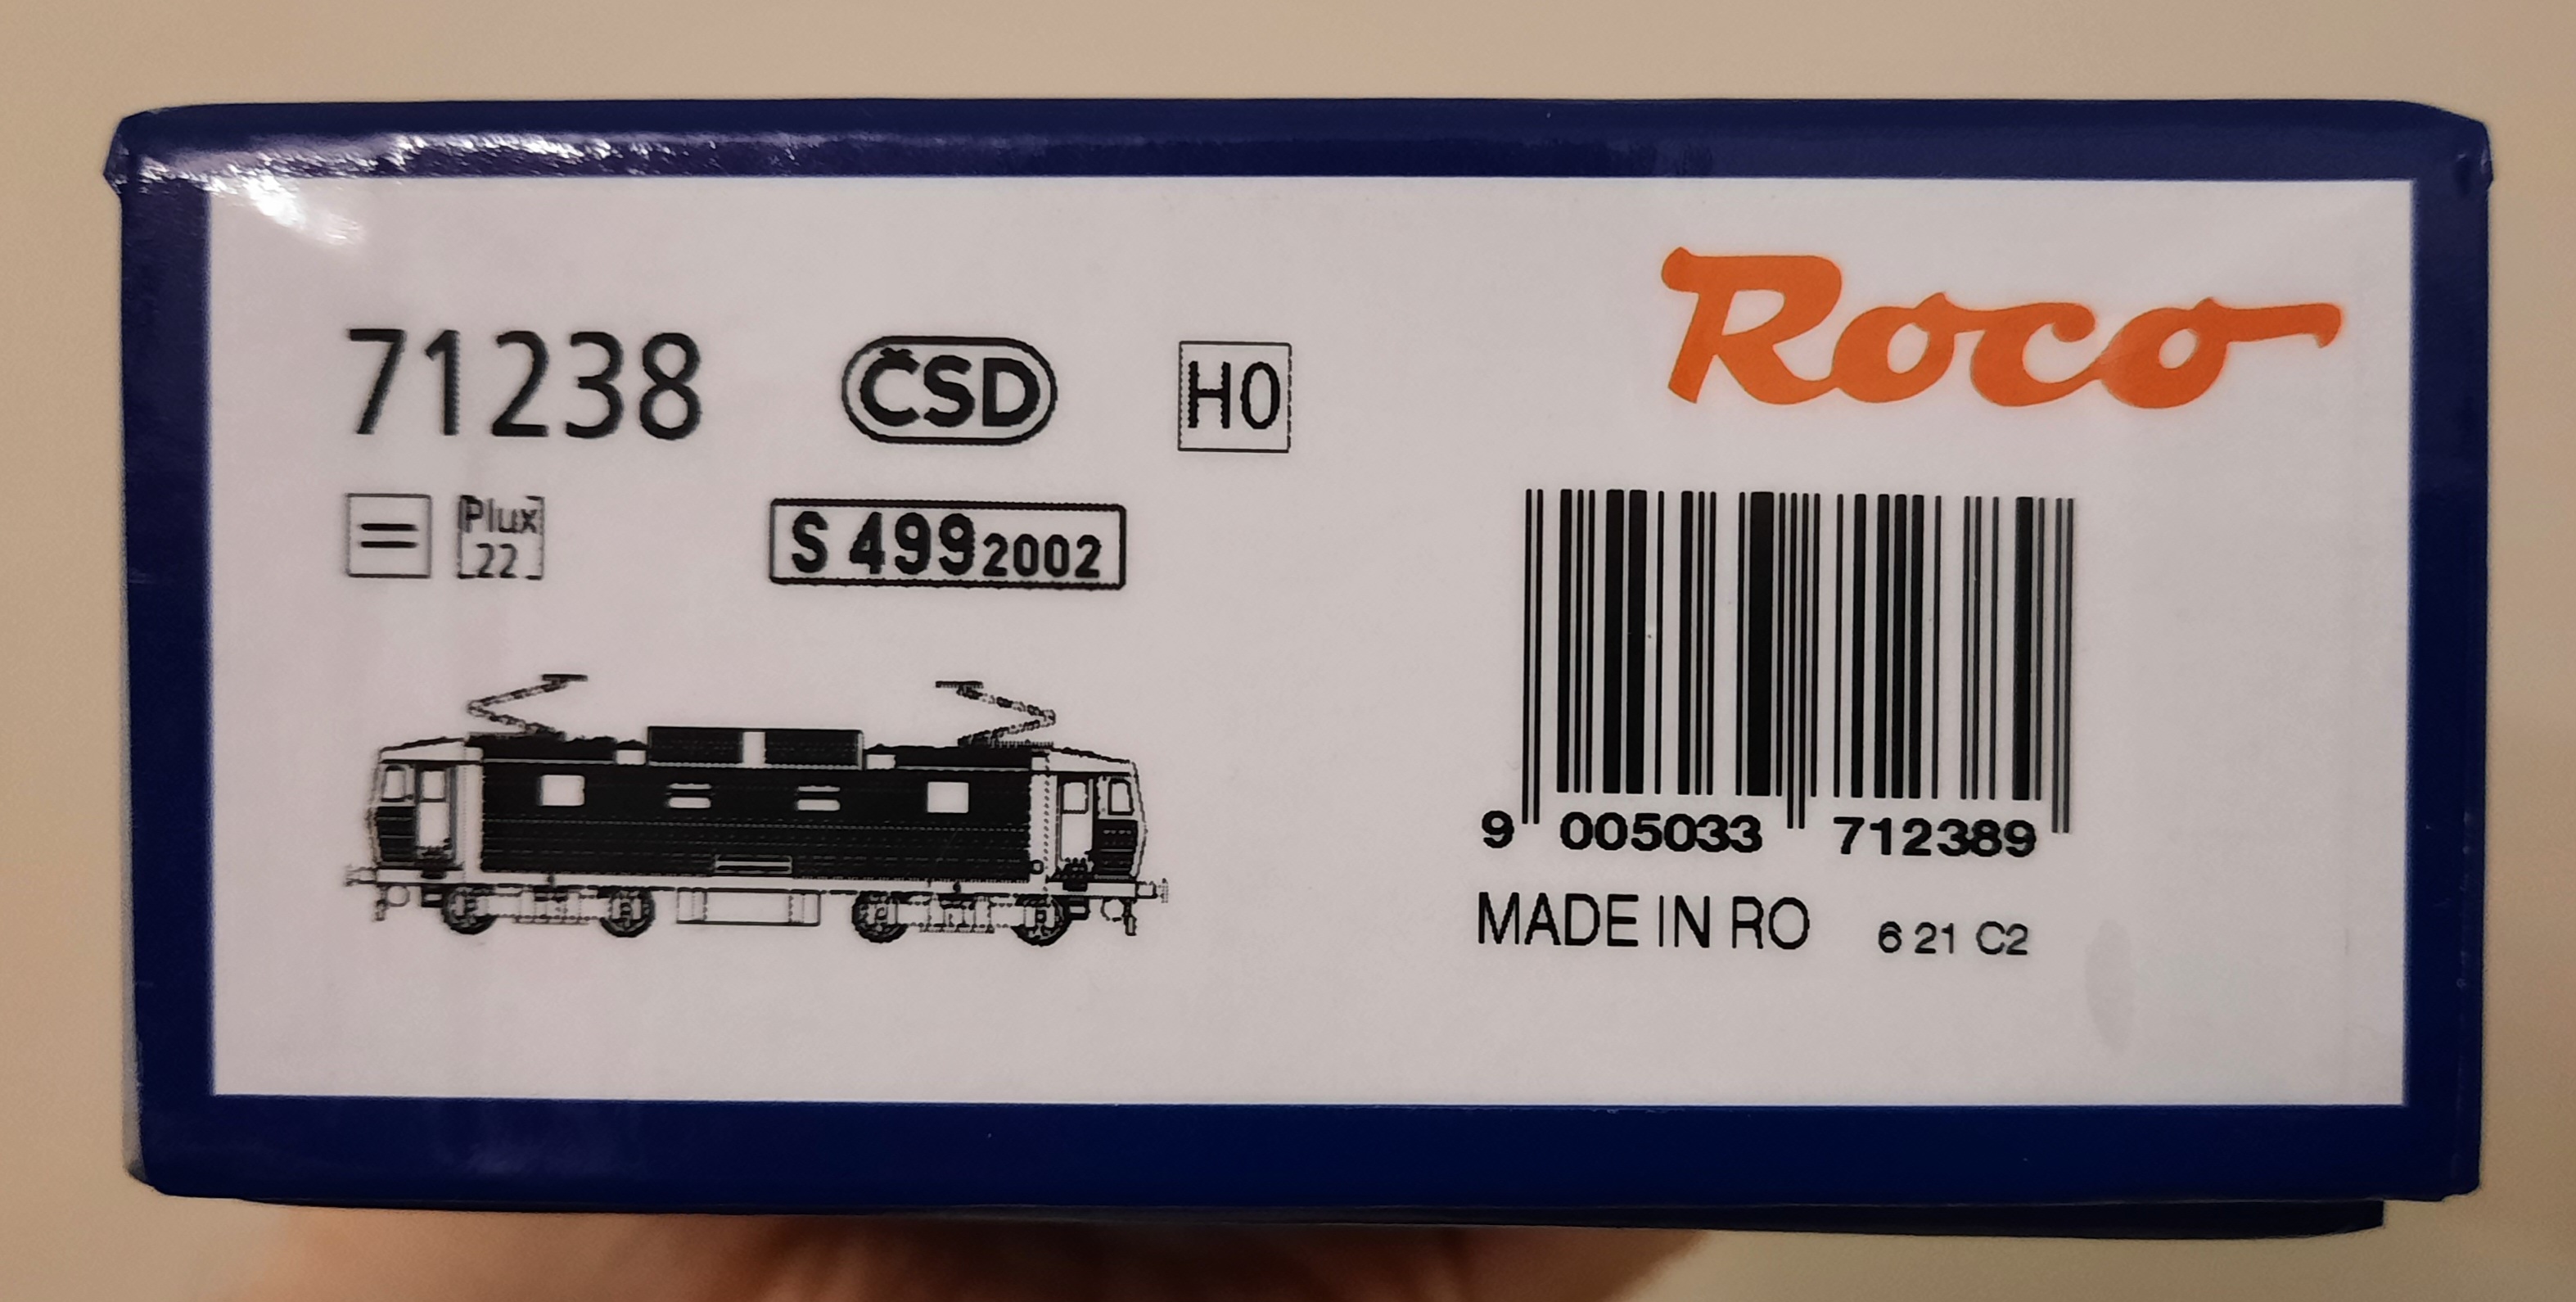 71238 ČSD H0 Roco
= Plux
22
S 499 2002
9 005033 712389
MADE IN RO 6 21 C2